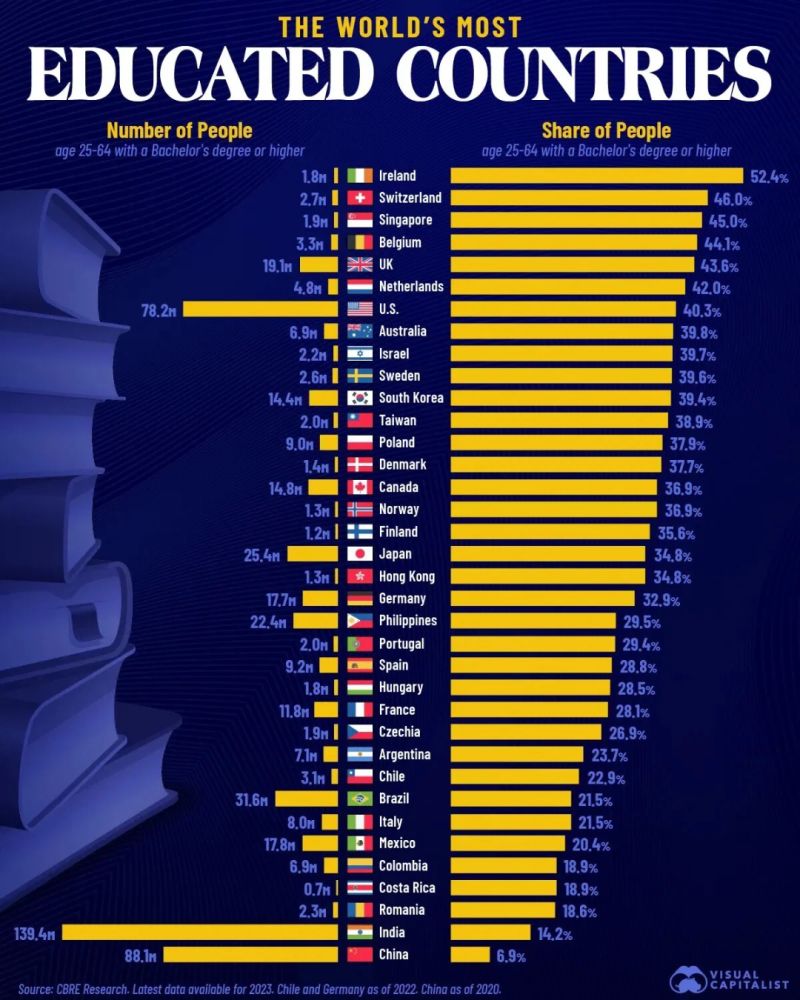 THE WORLD'S MOST
EDUCATED COUNTRIES
Number of People
age 25-64 with a Bachelor's degree or higher
Share of People
age 25-64 with a Bachelor's degree or higher
1.8M Ireland 52.4%
2.7M Switzerland 46.0%
1.9M Singapore 45.0%
3.3M Belgium 44.1%
19.1M UK 43.6%
4.8M Netherlands 42.0%
78.2M U.S. 40.3%
6.9M Australia 39.8%
2.2M Israel 39.7%
2.6M Sweden 39.6%
14.4M South Korea 39.4%
2.0M Taiwan 38.9%
9.0M Poland 37.9%
1.4M Denmark 37.7%
14.8M Canada 36.9%
1.3M Norway 36.9%
1.2M Finland 35.6%
25.4M Japan 34.8%
1.3M Hong Kong 34.8%
17.7M Germany 32.9%
22.4M Philippines 29.5%
2.0M Portugal 29.4%
9.2M Spain 28.8%
1.8M Hungary 28.5%
11.8M France 28.1%
1.9M Czechia 26.9%
7.1M Argentina 23.7%
3.1M Chile 22.9%
31.6M Brazil 21.5%
8.0M Italy 21.5%
17.8M Mexico 20.4%
6.9M Colombia 18.9%
0.7M Costa Rica 18.9%
2.3M Romania 18.6%
139.4M India 14.2%
88.1M China 6.9%
Source: CBRE Research. Latest data available for 2023. Chile and Germany as of 2022. China as of 2020.
VISUAL
CAPITALIST